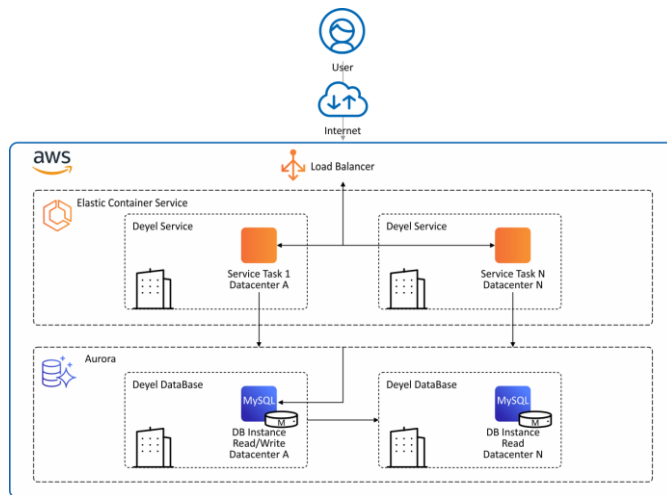 User
Internet
aws
Load Balancer
Elastic Container Service
Deyel Service
Deyel Service
Service Task 1
Datacenter A
Service Task N
Datacenter N
Aurora
Deyel DataBase
Deyel DataBase
MySQL
M
MySQL
M
DB Instance
Read/Write
Datacenter A
DB Instance
Read
Datacenter N